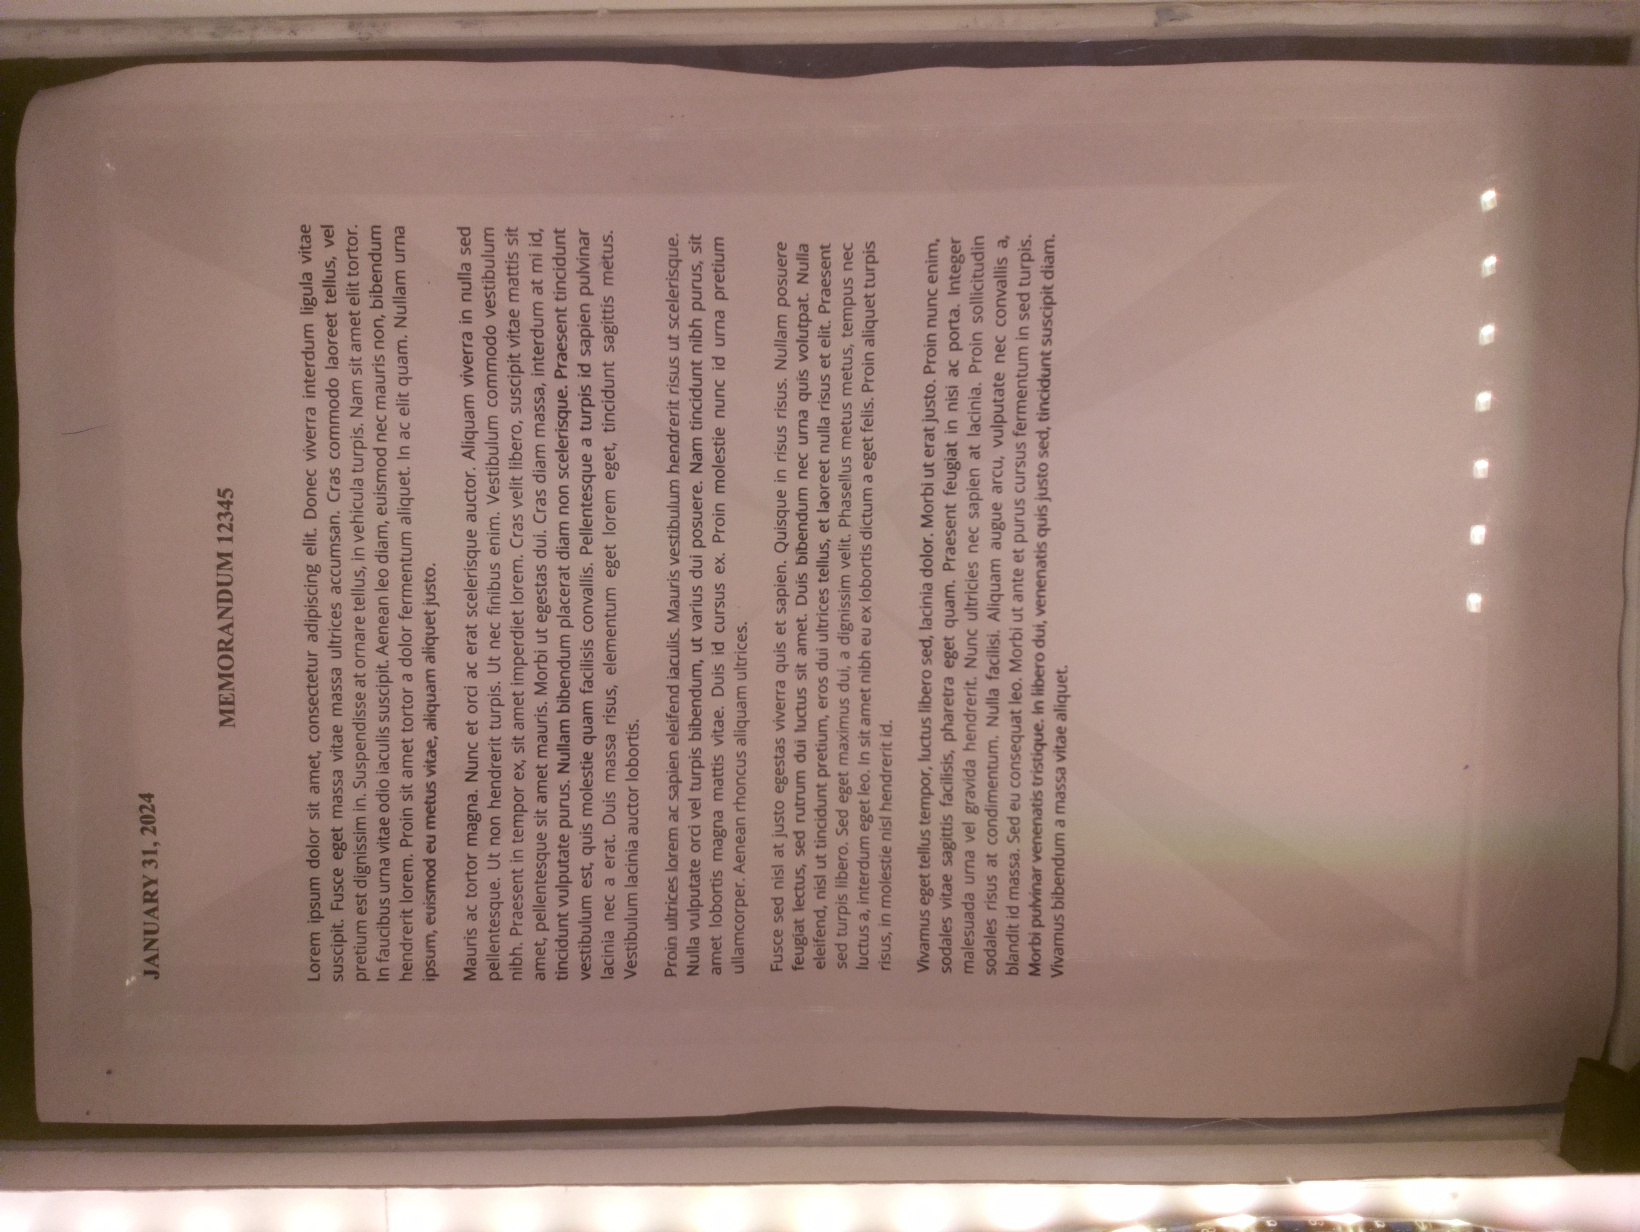 JANUARY 31, 2024
MEMORANDUM 12345
Lorem ipsum dolor sit amet, consectetur adipiscing elit. Donec viverra interdum ligula vitae
suscipit. Fusce eget massa vitae massa ultrices accumsan. Cras commodo laoreet tellus, vel
pretium est dignissim in. Suspendisse at ornare tellus, in vehicula turpis. Nam sit amet elit tortor.
In faucibus urna vitae odio iaculis suscipit. Aenean leo diam, euismod nec mauris non, bibendum
hendrerit lorem. Proin sit amet tortor a dolor fermentum aliquet. In ac elit quam. Nullam urna
ipsum, euismod eu metus vitae, aliquam aliquet justo.
Mauris ac tortor magna. Nunc et orci ac erat scelerisque auctor. Aliquam viverra in nulla sed
pellentesque. Ut non hendrerit turpis. Ut nec finibus enim. Vestibulum commodo vestibulum
nibh. Praesent in tempor ex, sit amet imperdiet lorem. Cras velit libero, suscipit vitae mattis sit
amet, pellentesque sit amet mauris. Morbi ut egestas dui. Cras diam massa, interdum at mi id,
tincidunt vulputate purus. Nullam bibendum placerat diam non scelerisque. Praesent tincidunt
vestibulum est, quis molestie quam facilisis convallis. Pellentesque a turpis id sapien pulvinar
lacinia nec a erat. Duis massa risus, elementum eget lorem eget, tincidunt sagittis metus.
Vestibulum lacinia auctor lobortis.
Proin ultrices lorem ac sapien eleifend iaculis. Mauris vestibulum hendrerit risus ut scelerisque.
Nulla vulputate orci vel turpis bibendum, ut varius dui posuere. Nam tincidunt nibh purus, sit
amet lobortis magna mattis vitae. Duis id cursus ex. Proin molestie nunc id urna pretium
ullamcorper. Aenean rhoncus aliquam ultrices.
Fusce sed nisl at justo egestas viverra quis et sapien. Quisque in risus risus. Nullam posuere
feugiat lectus, sed rutrum dui luctus sit amet. Duis bibendum nec urna quis volutpat. Nulla
eleifend, nisl ut tincidunt pretium, eros dui ultrices tellus, et laoreet nulla risus et elit. Praesent
sed turpis libero. Sed eget maximus dui, a dignissim velit. Phasellus metus metus, tempus nec
luctus a, interdum eget leo. In sit amet nibh eu ex lobortis dictum a eget felis. Proin aliquet turpis
risus, in molestie nisl hendrerit id.
Vivamus eget tellus tempor, luctus libero sed, lacinia dolor. Morbi ut erat justo. Proin nunc enim,
sodales vitae sagittis facilisis, pharetra eget quam. Praesent feugiat in nisi ac porta. Integer
malesuada urna vel gravida hendrerit. Nunc ultricies nec sapien at lacinia. Proin sollicitudin
sodales risus at condimentum. Nulla facilisi. Aliquam augue arcu, vulputate nec convallis a,
blandit id massa. Sed eu consequat leo. Morbi ut ante et purus cursus fermentum in sed turpis.
Morbi pulvinar venenatis tristique. In libero dui, venenatis quis justo sed, tincidunt suscipit diam.
Vivamus bibendum a massa vitae aliquet.